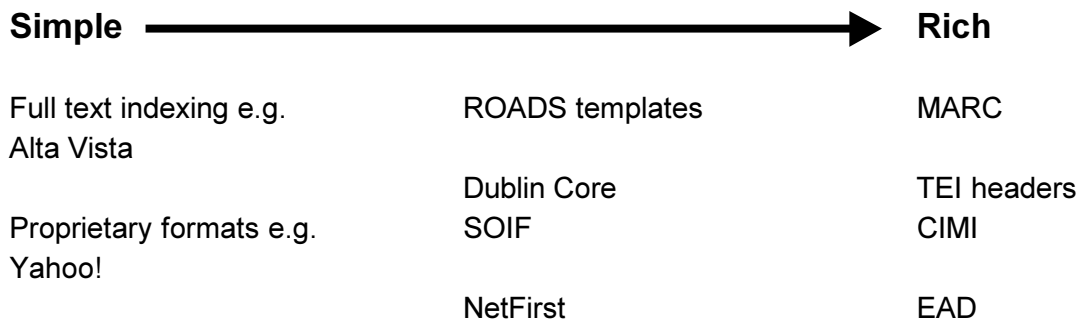 Simple Rich
Full text indexing e.g. ROADS templates MARC
Alta Vista
Dublin Core TEI headers
Proprietary formats e.g. SOIF CIMI
Yahoo!
NetFirst EAD